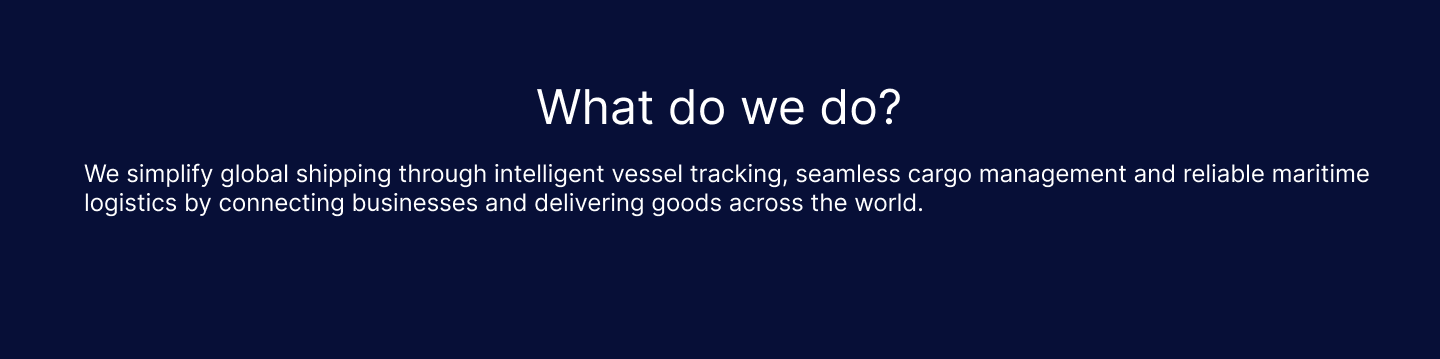 What do we do?
We simplify global shipping through intelligent vessel tracking, seamless cargo management and reliable maritime
logistics by connecting businesses and delivering goods across the world.